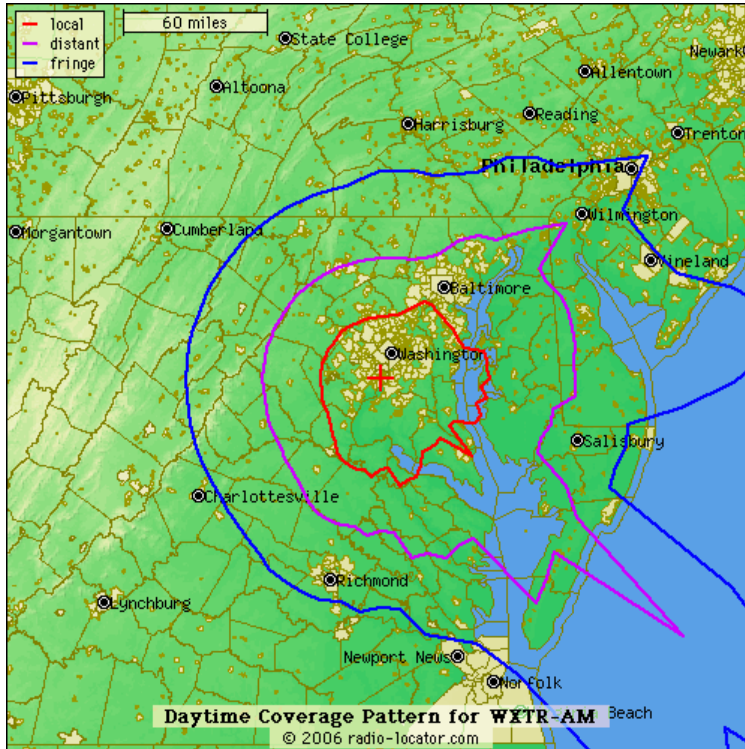 local
distant
fringe
60 miles
State College
Newark
Allentown
Altoona
Pittsburgh
Reading
Harrisburg
Trenton
Philadelphia
Wilmington
Morgantown
Cumberland
Vineland
Baltimore
Washington
Salisbury
Charlottesville
Richmond
Lynchburg
Newport News
Norfolk
Beach
Daytime Coverage Pattern for WXTR-AM
© 2006 radio-locator.com